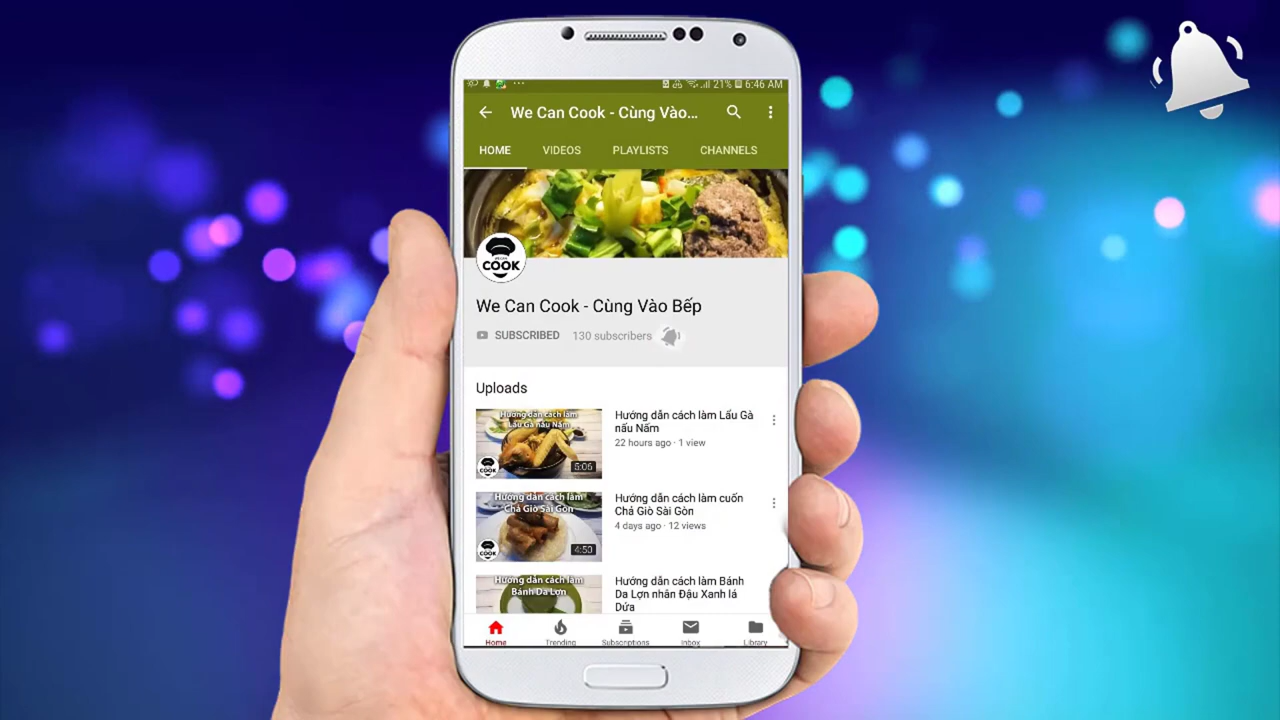 21% 6:46 AM
We Can Cook - Cùng Vào...
HOME VIDEOS PLAYLISTS CHANNELS
COOK
We Can Cook - Cùng Vào Bếp
SUBSCRIBED 130 subscribers
Uploads
Hướng dẫn cách làm
Lẩu Gà nấu Nấm
COOK
5:06
Hướng dẫn cách làm Lẩu Gà
nấu Nấm
22 hours ago · 1 view
Hướng dẫn cách làm
Chả Giò Sài Gòn
COOK
4:50
Hướng dẫn cách làm cuốn
Chả Giò Sài Gòn
4 days ago · 12 views
Hướng dẫn cách làm
Bánh Da Lợn
Hướng dẫn cách làm Bánh
Da Lợn nhân Đậu Xanh lá
Dứa
Home Trending Subscriptions Inbox Library